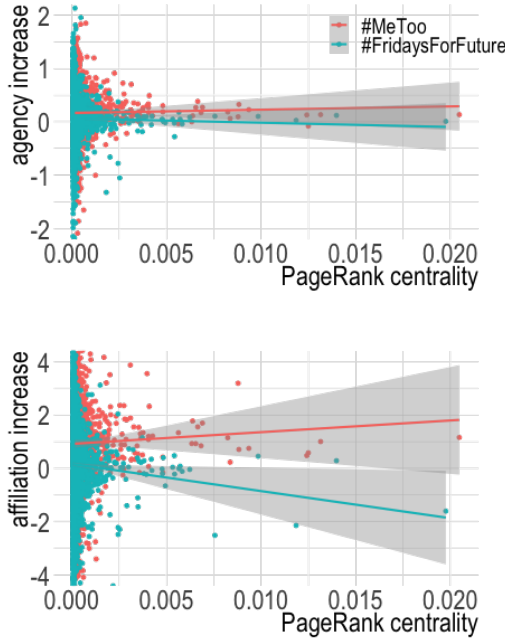 agency increase
2
1
0
-1
-2
#MeToo
#FridaysForFuture
0.000 0.005 0.010 0.015 0.020
PageRank centrality
affiliation increase
4
2
0
-2
-4
0.000 0.005 0.010 0.015 0.020
PageRank centrality